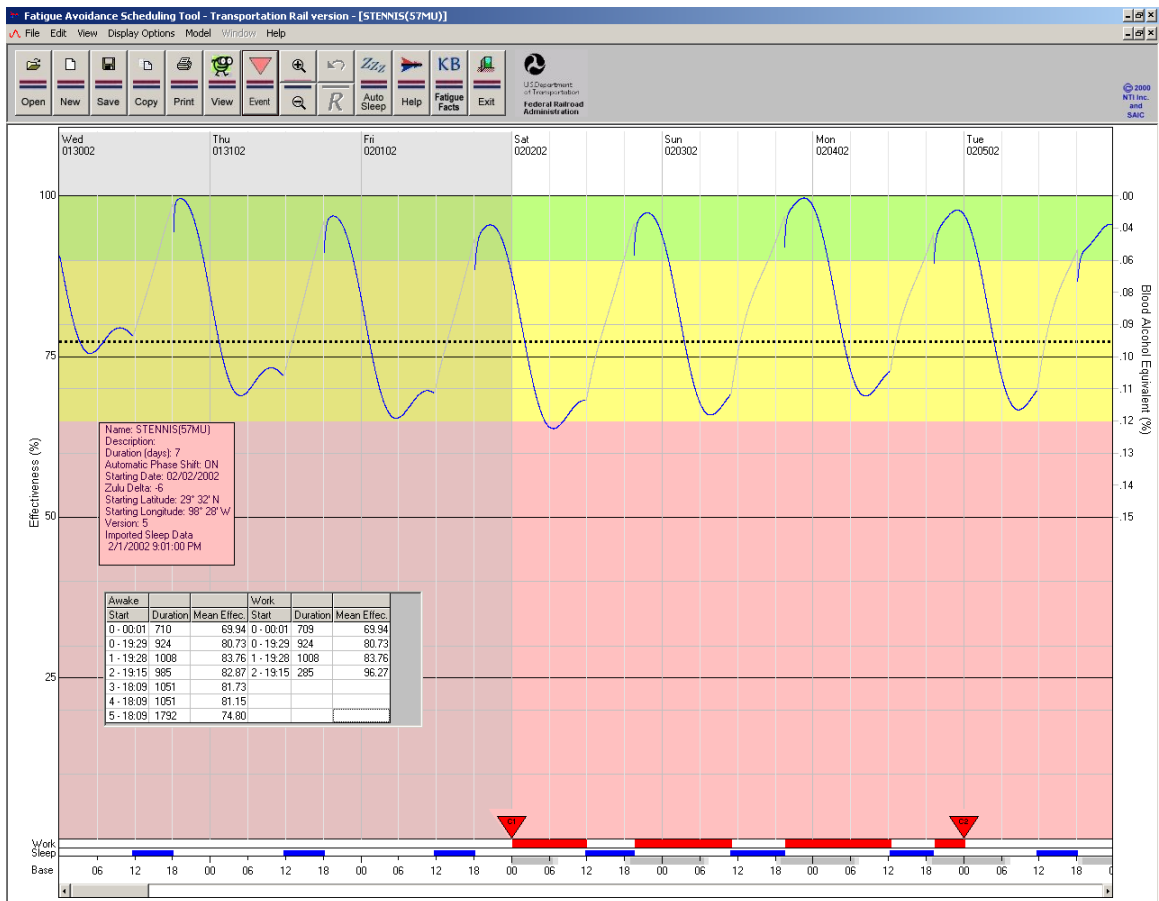 Fatigue Avoidance Scheduling Tool - Transportation Rail version - [STENNIS(57MU)]
File Edit View Display Options Model Window Help
Open New Save Copy Print View Event R Zzz Auto Sleep Help KB Fatigue Facts Exit
U.S.Department
of Transportation
Federal Railroad
Administration
© 2000
NTI Inc.
and
SAIC
Wed Thu Fri Sat Sun Mon Tue
013002 013102 020102 020202 020302 020402 020502
100
75
50
25
Effectiveness (%)
.00
.04
.06
.08
.09
.10
.11
.12
.13
.14
.15
Blood Alcohol Equivalent (%)
Name: STENNIS(57MU)
Description:
Duration (days): 7
Automatic Phase Shift: ON
Starting Date: 02/02/2002
Zulu Delta: -6
Starting Latitude: 29° 32' N
Starting Longitude: 98° 28' W
Version: 5
Imported Sleep Data
2/1/2002 9:01:00 PM
Awake Work
Start Duration Mean Effec. Start Duration Mean Effec.
0 - 00:01 710 69.94 0 - 00:01 709 69.94
0 - 19:29 924 80.73 0 - 19:29 924 80.73
1 - 19:28 1008 83.76 1 - 19:28 1008 83.76
2 - 19:15 985 82.87 2 - 19:15 285 96.27
3 - 18:09 1051 81.73
4 - 18:09 1051 81.15
5 - 18:09 1792 74.80
Work
Sleep
Base 06 12 18 00 06 12 18 00 06 12 18 00 06 12 18 00 06 12 18 00 06 12 18 00 06 12 18